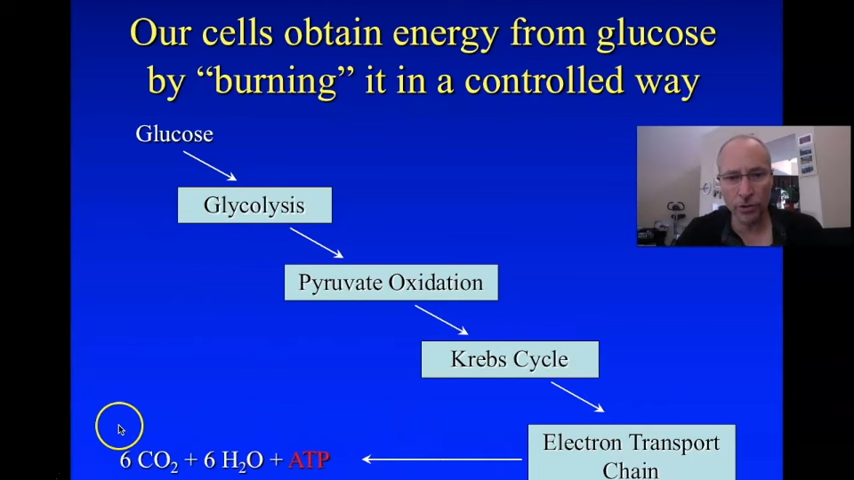 Our cells obtain energy from glucose
by “burning” it in a controlled way
Glucose
Glycolysis
Pyruvate Oxidation
Krebs Cycle
Electron Transport
Chain
6 CO₂ + 6 H₂O + ATP